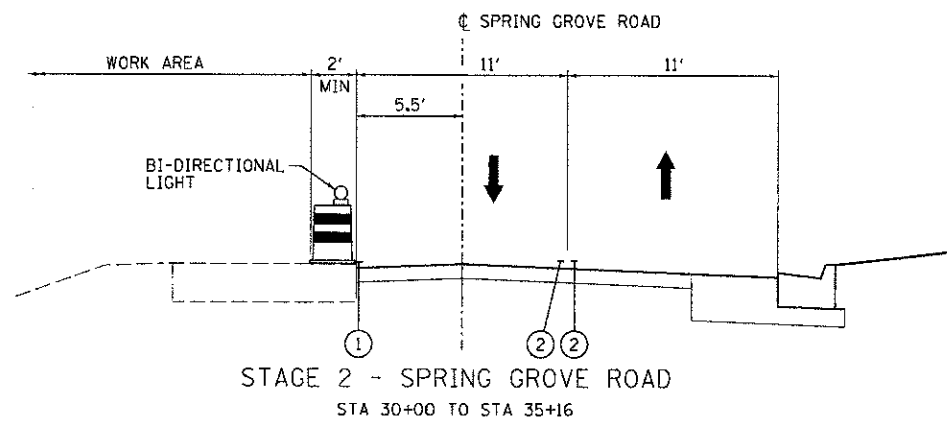 ℄ SPRING GROVE ROAD
WORK AREA
2'
MIN
11'
11'
5.5'
BI-DIRECTIONAL
LIGHT
1
2
2
STAGE 2 - SPRING GROVE ROAD
STA 30+00 TO STA 35+16